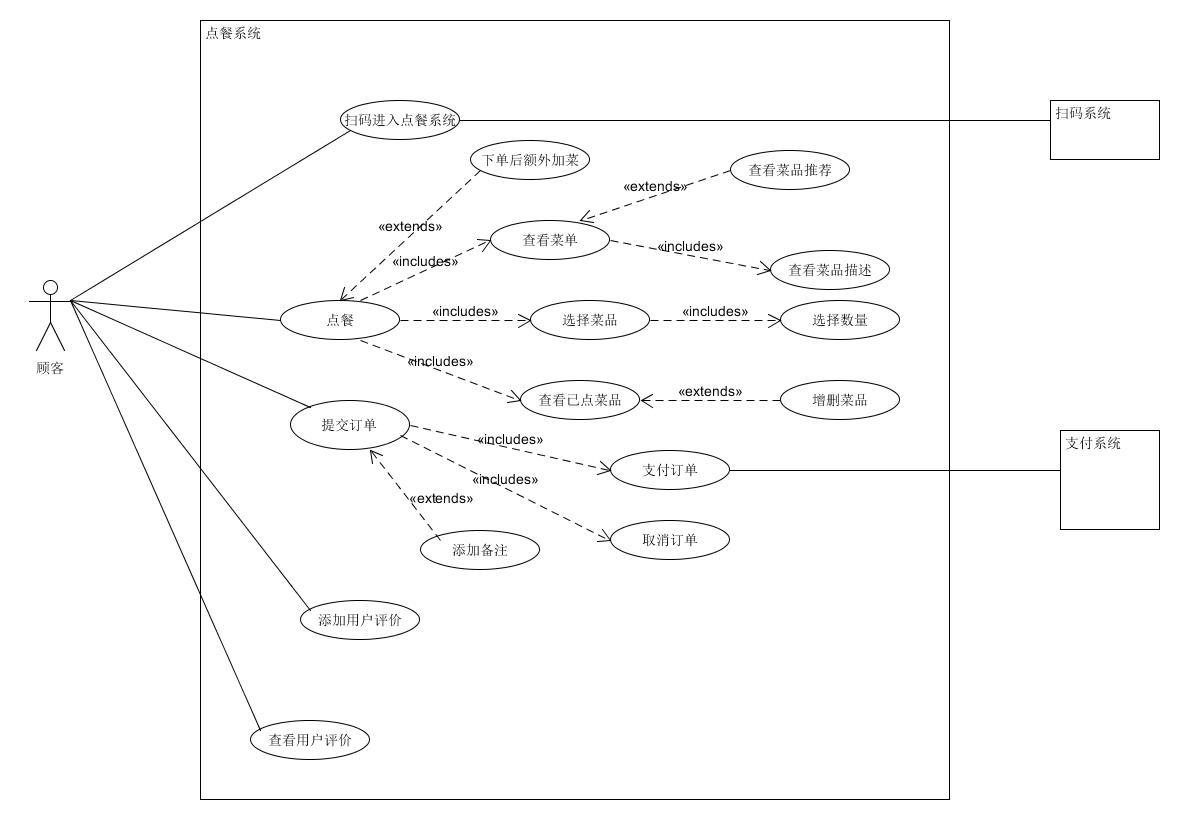 点餐系统
扫码进入点餐系统
扫码系统
下单后额外加菜
查看菜品推荐
«extends»
«extends»
查看菜单
«includes»
«includes»
查看菜品描述
点餐
«includes»
选择菜品
«includes»
选择数量
顾客
«includes»
查看已点菜品
«extends»
增删菜品
提交订单
«includes»
支付订单
支付系统
«includes»
«extends»
添加备注
取消订单
添加用户评价
查看用户评价